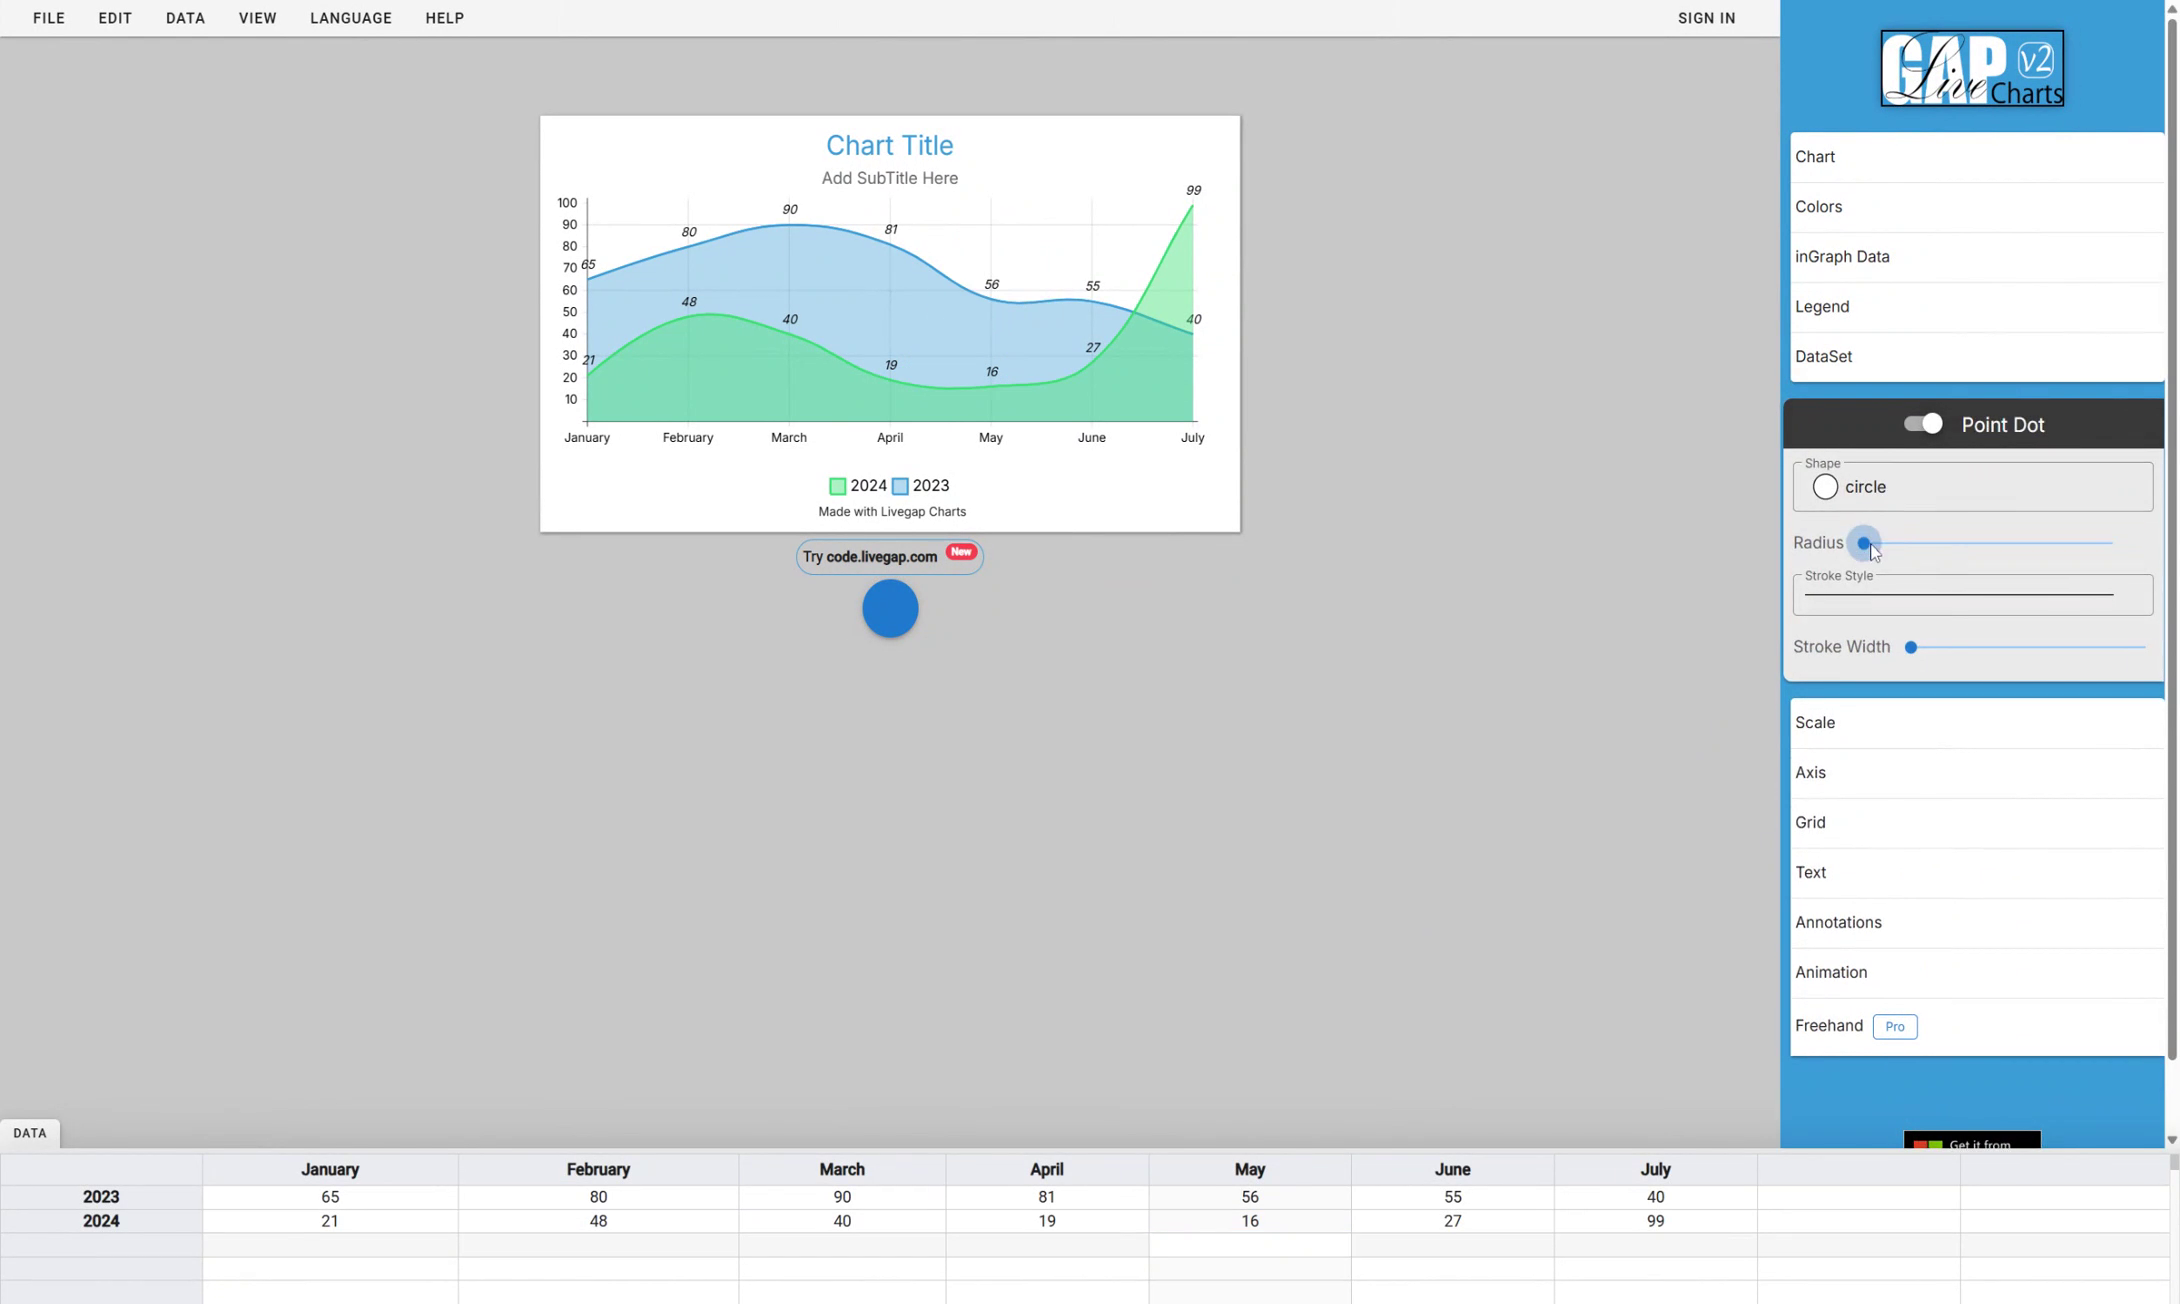 FILE EDIT DATA VIEW LANGUAGE HELP SIGN IN
GAP Live Charts v2
Chart Title
Add SubTitle Here
100
90
80
70
60
50
40
30
20
10
65 80 90 81 56 55 40
21 48 40 19 16 27 99
January February March April May June July
2024 2023
Made with Livegap Charts
Try code.livegap.com New
Chart
Colors
inGraph Data
Legend
DataSet
Point Dot
Shape
circle
Radius
Stroke Style
Stroke Width
Scale
Axis
Grid
Text
Annotations
Animation
Freehand Pro
Get it from
DATA
January February March April May June July
2023 65 80 90 81 56 55 40
2024 21 48 40 19 16 27 99